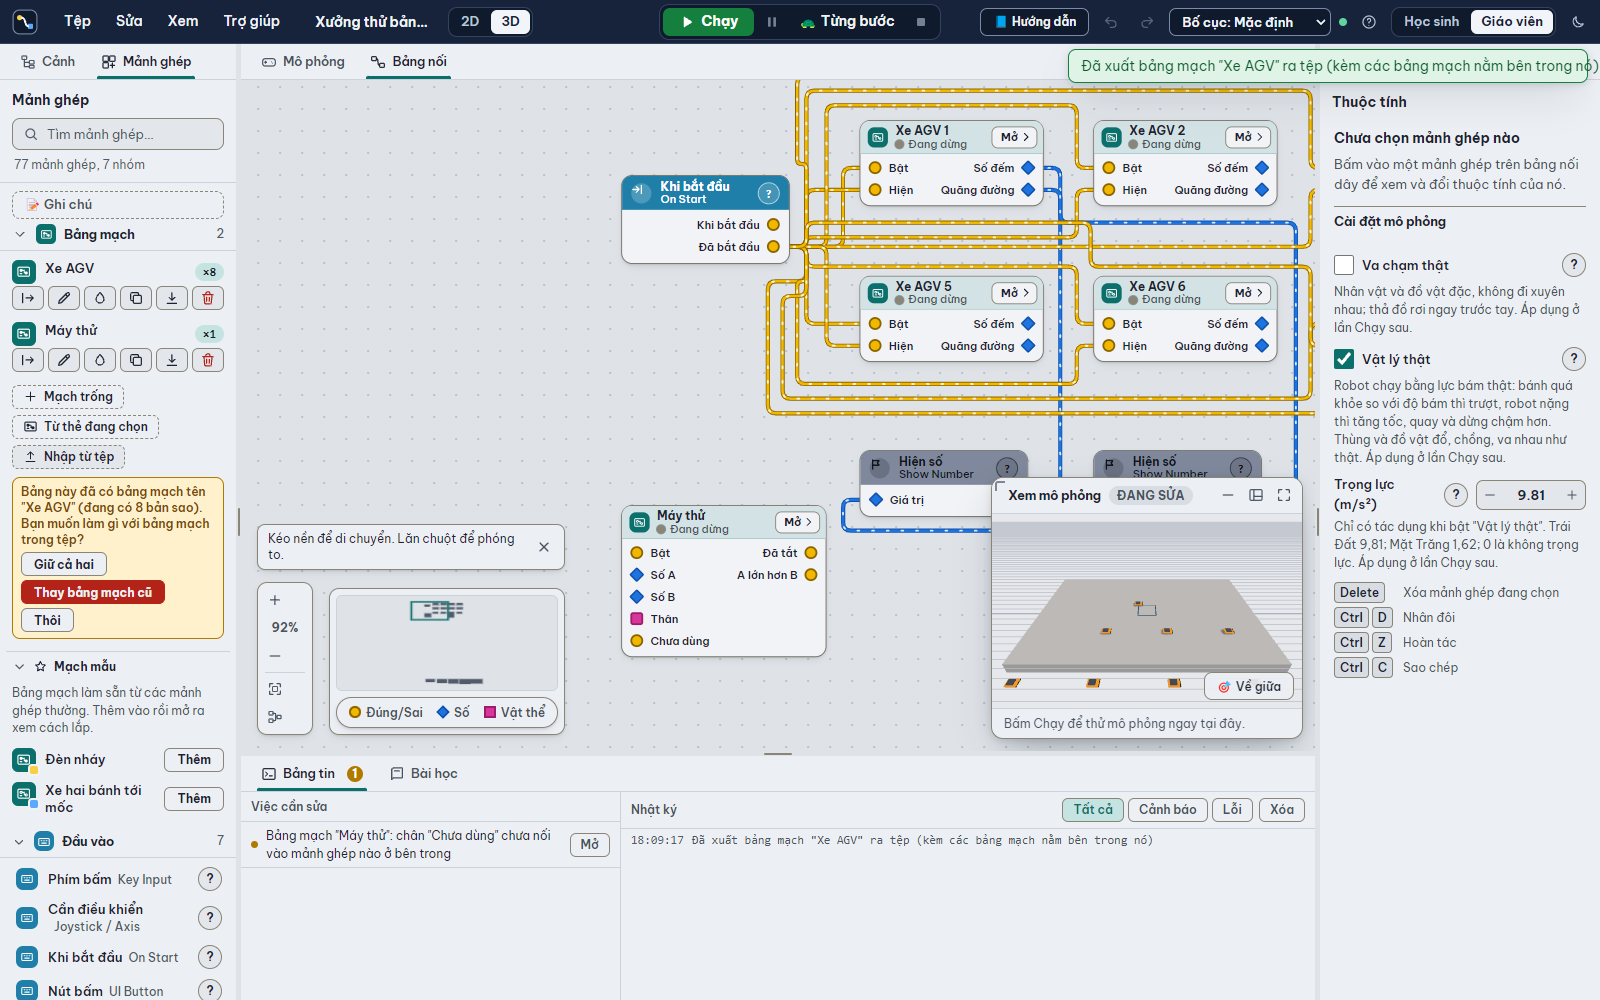 Tệp
Sửa
Xem
Trợ giúp
Xưởng thử bản...
2D
3D
Chạy
Từng bước
Hướng dẫn
Bố cục: Mặc định
Học sinh
Giáo viên
Cảnh
Mảnh ghép
Mô phỏng
Bảng nối
Đã xuất bảng mạch "Xe AGV" ra tệp (kèm các bảng mạch nằm bên trong nó)
Mảnh ghép
Tìm mảnh ghép...
77 mảnh ghép, 7 nhóm
Ghi chú
Bảng mạch
2
Xe AGV
×8
Máy thử
×1
Mạch trống
Từ thẻ đang chọn
Nhập từ tệp
Bảng này đã có bảng mạch tên
"Xe AGV" (đang có 8 bản sao).
Bạn muốn làm gì với bảng mạch
trong tệp?
Giữ cả hai
Thay bảng mạch cũ
Thôi
Mạch mẫu
Bảng mạch làm sẵn từ các mảnh
ghép thường. Thêm vào rồi mở ra
xem cách lắp.
Đèn nháy
Thêm
Xe hai bánh tới
mốc
Thêm
Đầu vào
7
Phím bấm Key Input
?
Cần điều khiển
Joystick / Axis
?
Khi bắt đầu On Start
?
Nút bấm UI Button
?
Khi bắt đầu
On Start
?
Khi bắt đầu
Đã bắt đầu
Xe AGV 1
Đang dừng
Mở
Bật
Số đếm
Hiện
Quãng đường
Xe AGV 2
Đang dừng
Mở
Bật
Số đếm
Hiện
Quãng đường
Xe AGV 5
Đang dừng
Mở
Bật
Số đếm
Hiện
Quãng đường
Xe AGV 6
Đang dừng
Mở
Bật
Số đếm
Hiện
Quãng đường
Hiện số
Show Number
?
Giá trị
Hiện số
Show Number
?
Máy thử
Đang dừng
Mở
Bật
Đã tắt
Số A
A lớn hơn B
Số B
Thân
Chưa dùng
Kéo nền để di chuyển. Lăn chuột để phóng
to.
92%
Đúng/Sai
Số
Vật thể
Xem mô phỏng
ĐANG SỬA
Về giữa
Bấm Chạy để thử mô phỏng ngay tại đây.
Bảng tin
1
Bài học
Việc cần sửa
Bảng mạch "Máy thử": chân "Chưa dùng" chưa nối
vào mảnh ghép nào ở bên trong
Mở
Nhật ký
Tất cả
Cảnh báo
Lỗi
Xóa
18:09:17 Đã xuất bảng mạch "Xe AGV" ra tệp (kèm các bảng mạch nằm bên trong nó)
Thuộc tính
Chưa chọn mảnh ghép nào
Bấm vào một mảnh ghép trên bảng nối
dây để xem và đổi thuộc tính của nó.
Cài đặt mô phỏng
Va chạm thật
?
Nhân vật và đồ vật đặc, không đi xuyên
nhau; thả đồ rơi ngay trước tay. Áp dụng ở
lần Chạy sau.
Vật lý thật
?
Robot chạy bằng lực bám thật: bánh quá
khỏe so với độ bám thì trượt, robot nặng
thì tăng tốc, quay và dừng chậm hơn.
Thùng và đồ vật đổ, chồng, va nhau như
thật. Áp dụng ở lần Chạy sau.
Trọng lực
(m/s²)
?
9.81
Chỉ có tác dụng khi bật "Vật lý thật". Trái
Đất 9,81; Mặt Trăng 1,62; 0 là không trọng
lực. Áp dụng ở lần Chạy sau.
Delete
Xóa mảnh ghép đang chọn
Ctrl
D
Nhân đôi
Ctrl
Z
Hoàn tác
Ctrl
C
Sao chép